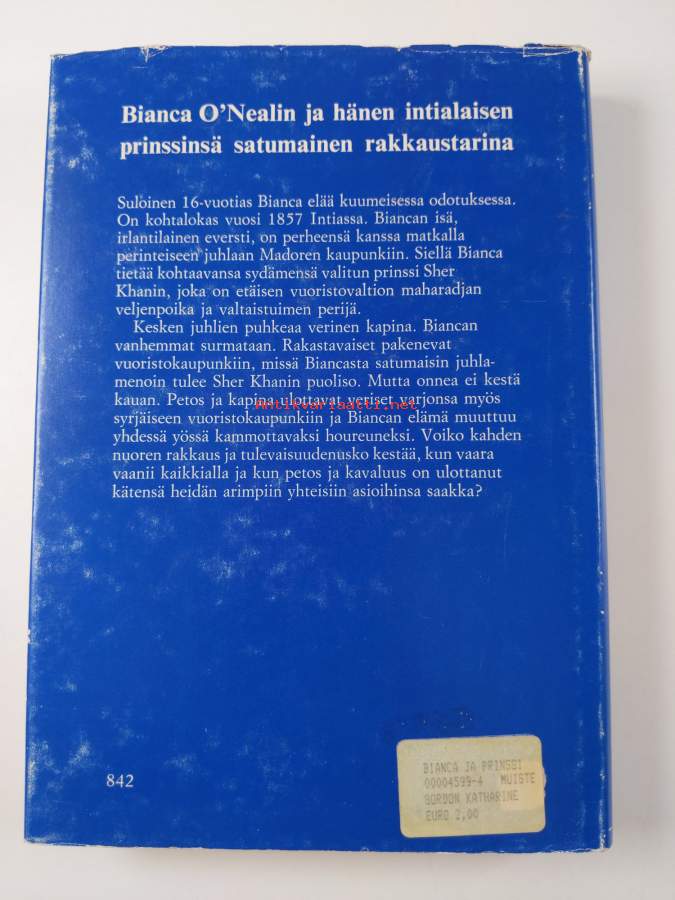 Bianca O'Nealin ja hänen intialaisen
prinssinsä satumainen rakkaustarina
Suloinen 16-vuotias Bianca elää kuumeisessa odotuksessa.
On kohtalokas vuosi 1857 Intiassa. Biancan isä,
irlantilainen eversti, on perheensä kanssa matkalla
perinteiseen juhlaan Madoren kaupunkiin. Siellä Bianca
tietää kohtaavansa sydämensä valitun prinssi Sher
Khanin, joka on etäisen vuoristovaltion maharadjan
veljenpoika ja valtaistuimen perijä.
Kesken juhlien puhkeaa verinen kapina. Biancan
vanhemmat surmataan. Rakastavaiset pakenevat
vuoristokaupunkiin, missä Biancasta satumaisin juhla-
menoin tulee Sher Khanin puoliso. Mutta onnea ei kestä
kauan. Petos ja kapina ulottavat veriset varjonsa myös
Antikvariaatti.net
syrjäiseen vuoristokaupunkiin ja Biancan elämä muuttuu
yhdessä yössä kammottavaksi houreuneksi. Voiko kahden
nuoren rakkaus ja tulevaisuudenusko kestää, kun vaara
vaanii kaikkialla ja kun petos ja kavaluus on ulottanut
kätensä heidän arimpiin yhteisiin asioihinsa saakka?
842
BIANCA JA PRINSSI
00004599-4 MUISTE
GORDON KATHARINE
EURO 2,00